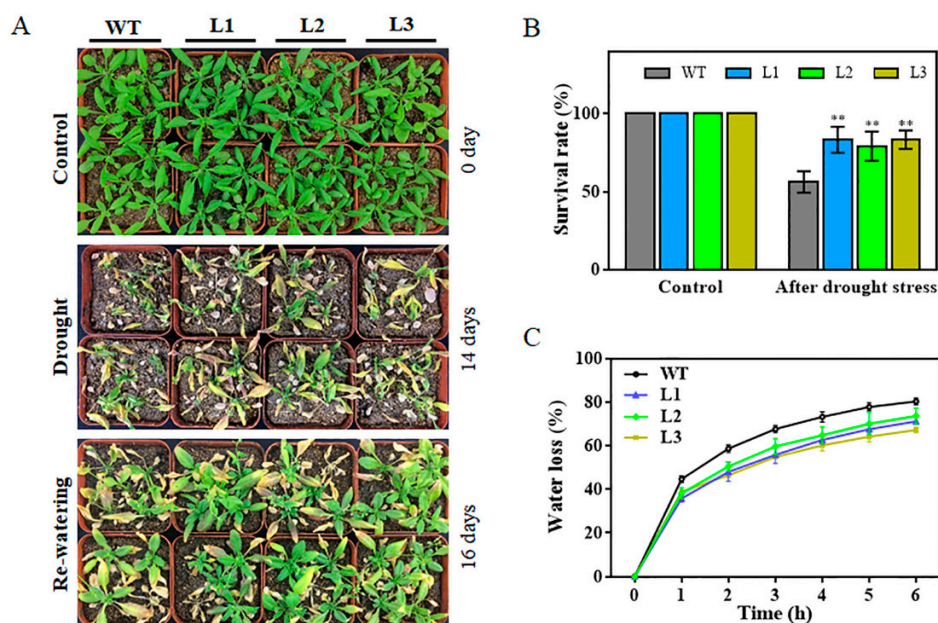 A
WT L1 L2 L3
Control
0 day
Drought
14 days
Re-watering
16 days
B
WT L1 L2 L3
Survival rate (%)
100
50
0
** ** **
Control After drought stress
C
Water loss (%)
100
80
60
40
20
0
WT
L1
L2
L3
0 1 2 3 4 5 6
Time (h)